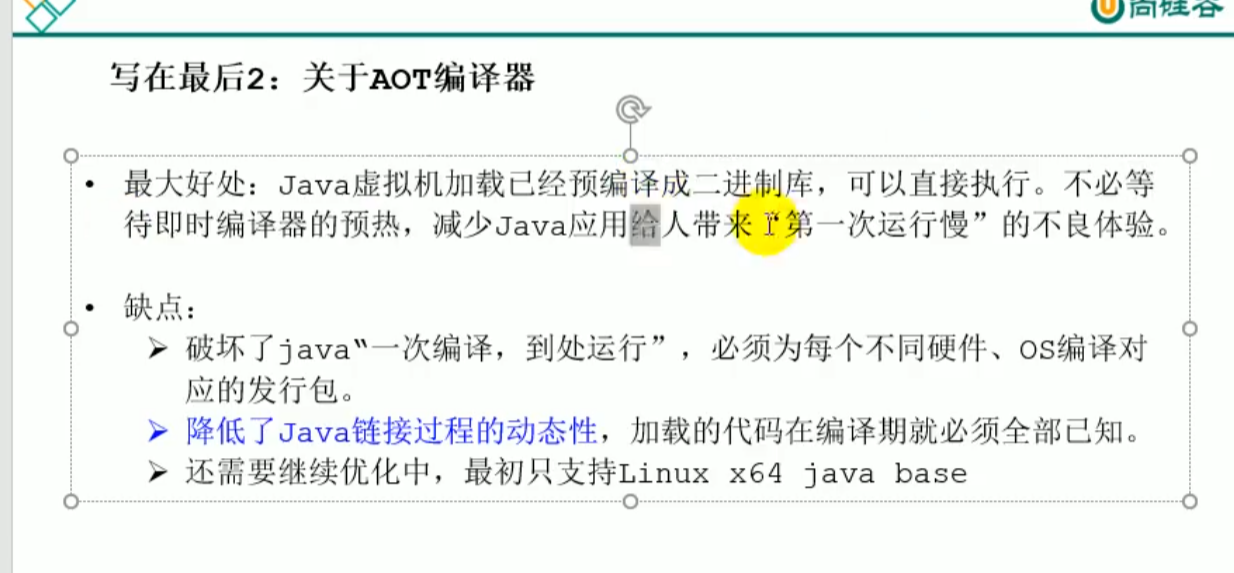 尚硅谷
写在最后2：关于AOT编译器
• 最大好处：Java虚拟机加载已经预编译成二进制库，可以直接执行。不必等
待即时编译器的预热，减少Java应用给人带来“第一次运行慢”的不良体验。
• 缺点：
➢ 破坏了java“一次编译，到处运行”，必须为每个不同硬件、OS编译对
应的发行包。
➢ 降低了Java链接过程的动态性，加载的代码在编译期就必须全部已知。
➢ 还需要继续优化中，最初只支持Linux x64 java base